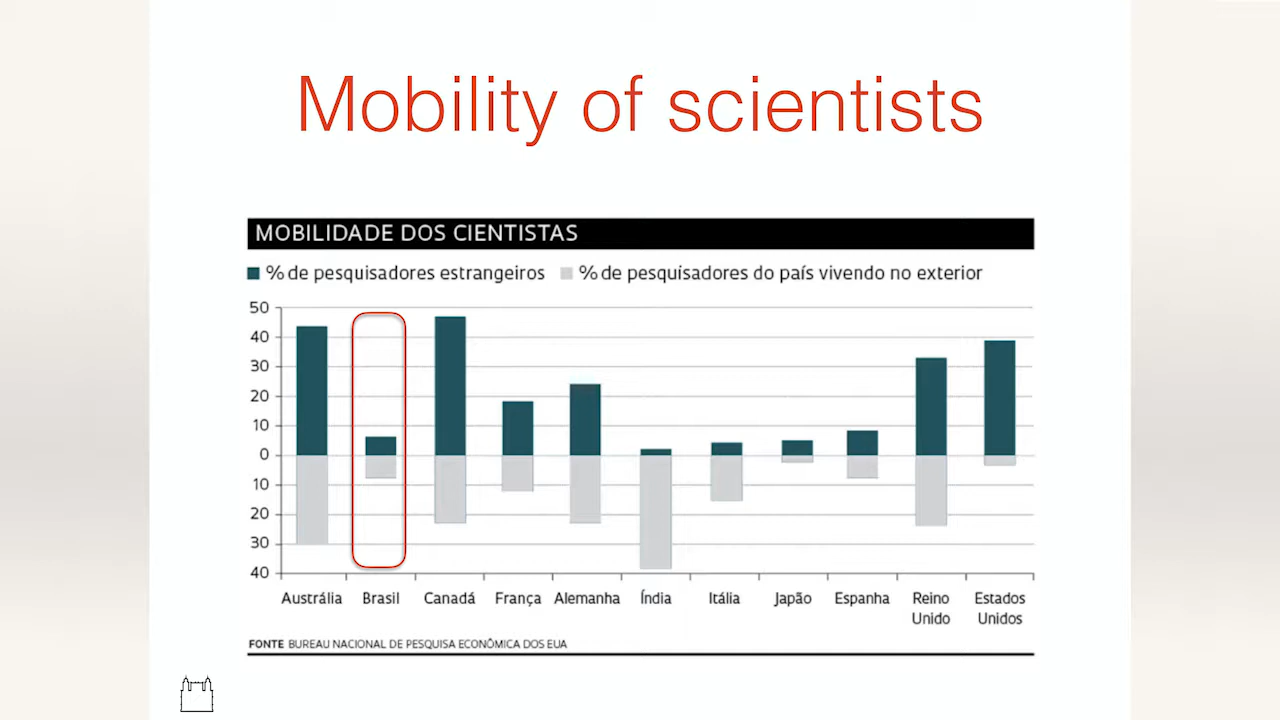 Mobility of scientists
MOBILIDADE DOS CIENTISTAS
% de pesquisadores estrangeiros % de pesquisadores do país vivendo no exterior
50
40
30
20
10
0
10
20
30
40
Austrália Brasil Canadá França Alemanha Índia Itália Japão Espanha Reino Unido Estados Unidos
FONTE BUREAU NACIONAL DE PESQUISA ECONÔMICA DOS EUA